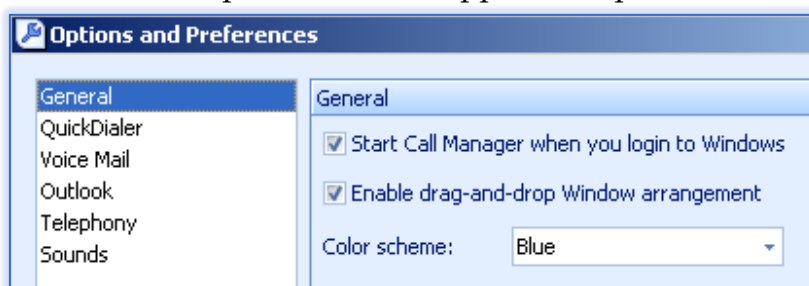 Options and Preferences
General
QuickDialer
Voice Mail
Outlook
Telephony
Sounds
General
Start Call Manager when you login to Windows
Enable drag-and-drop Window arrangement
Color scheme: Blue